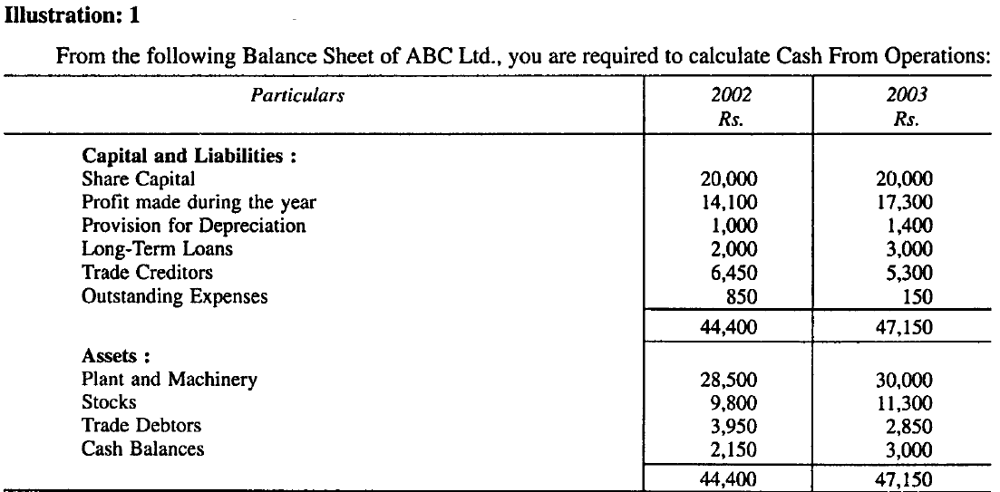 Illustration: 1
From the following Balance Sheet of ABC Ltd., you are required to calculate Cash From Operations:
Particulars 2002 2003
Rs. Rs.
Capital and Liabilities :
Share Capital 20,000 20,000
Profit made during the year 14,100 17,300
Provision for Depreciation 1,000 1,400
Long-Term Loans 2,000 3,000
Trade Creditors 6,450 5,300
Outstanding Expenses 850 150
44,400 47,150
Assets :
Plant and Machinery 28,500 30,000
Stocks 9,800 11,300
Trade Debtors 3,950 2,850
Cash Balances 2,150 3,000
44,400 47,150